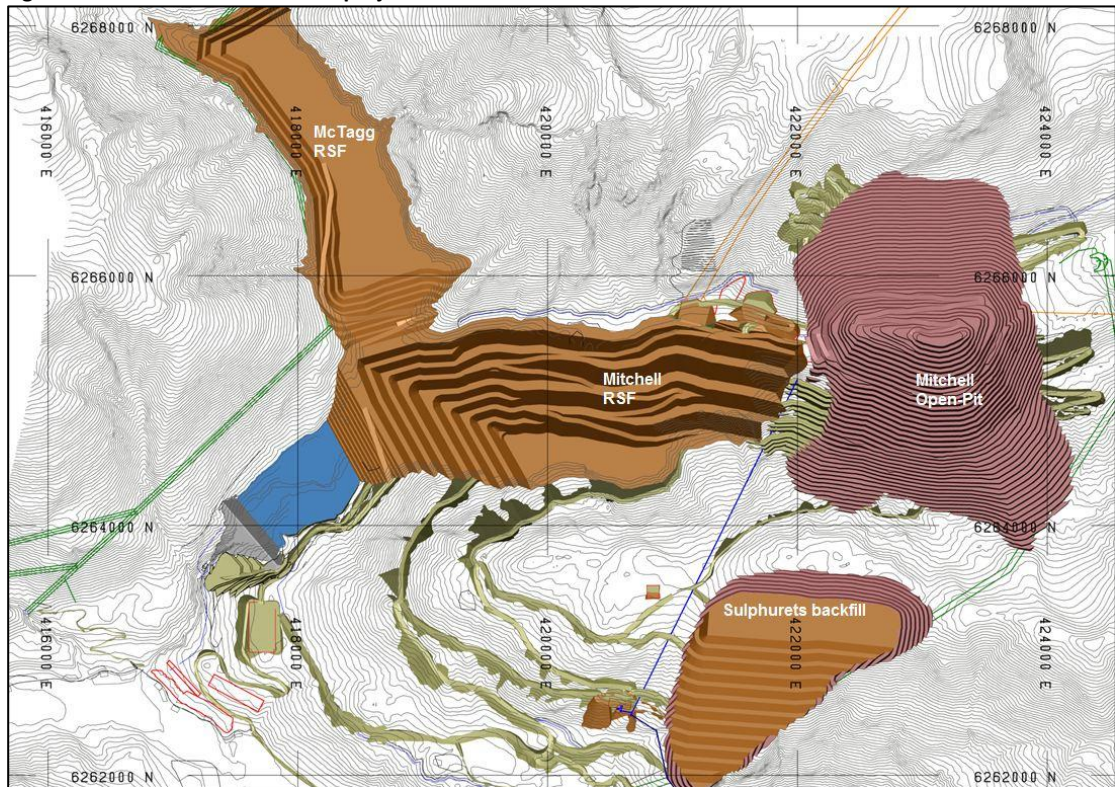 6268000 N
6268000 N
416000 E
418000 E
420000 E
422000 E
424000 E
McTagg
RSF
6266000 N
6266000 N
Mitchell
RSF
Mitchell
Open-Pit
6264000 N
6264000 N
Sulphurets backfill
416000 E
418000 E
420000 E
422000 E
424000 E
6262000 N
6262000 N